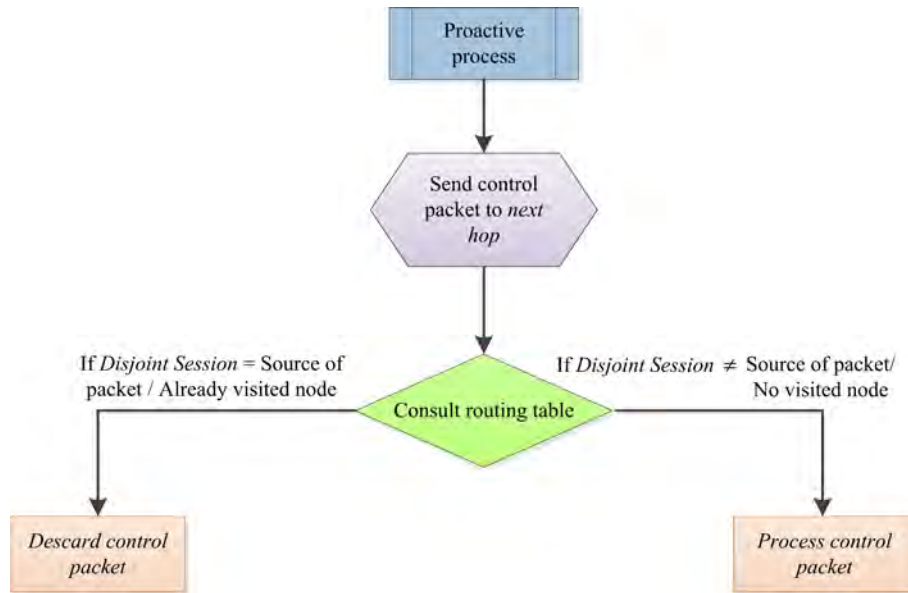 Proactive
process
Send control
packet to next
hop
If Disjoint Session = Source of
packet / Already visited node
If Disjoint Session ≠ Source of packet/
No visited node
Consult routing table
Descard control
packet
Process control
packet